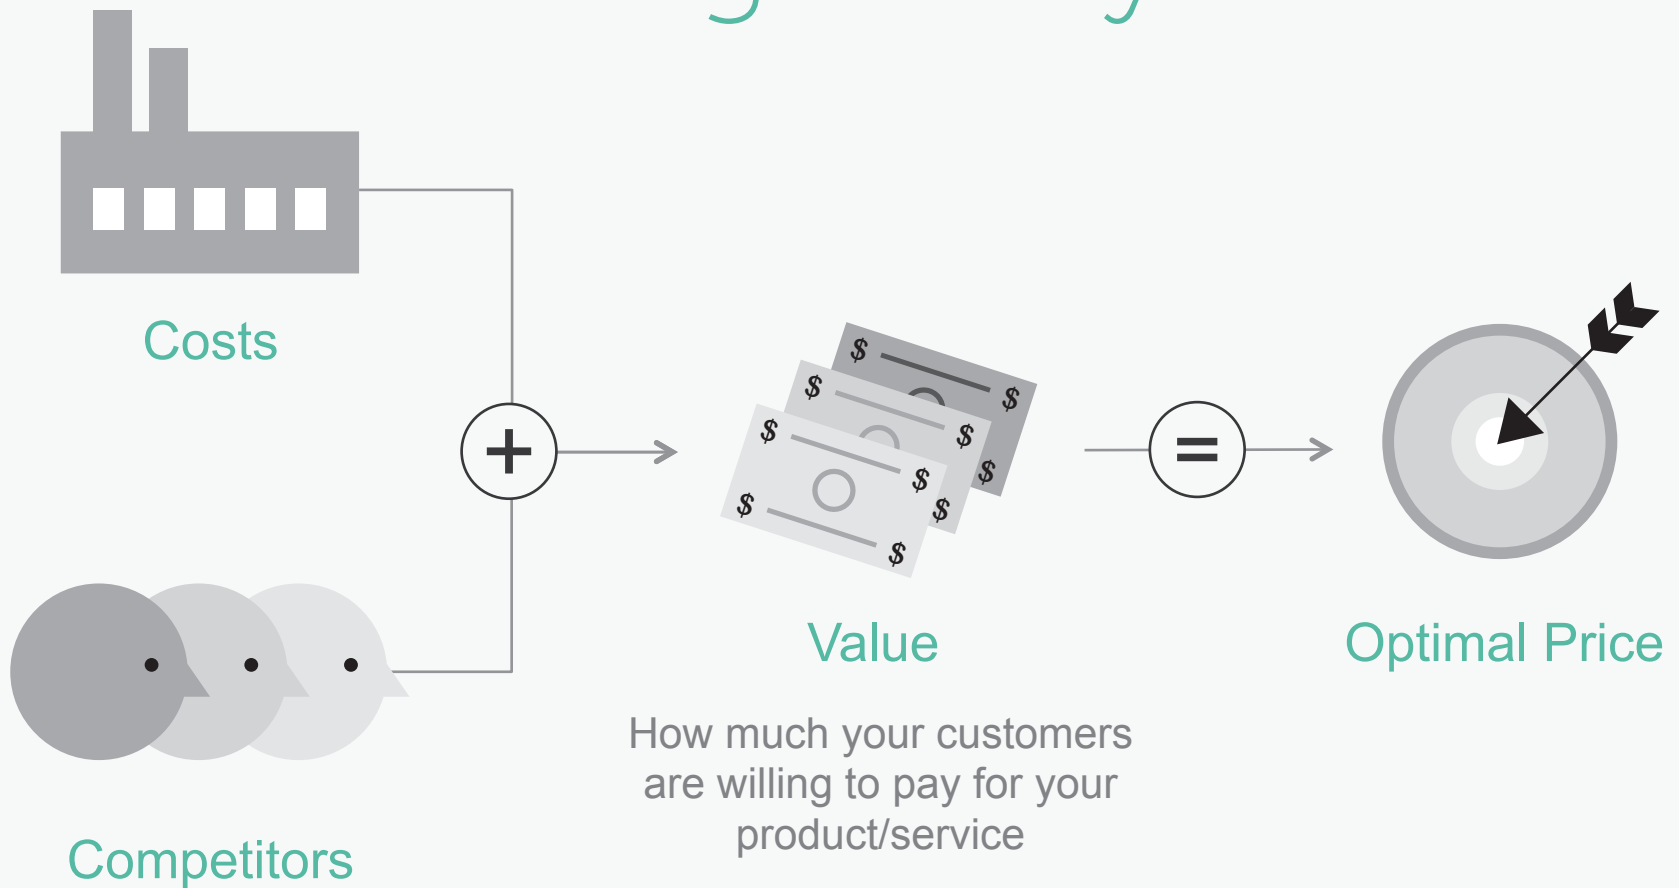 Costs
+
$ $ $ $
$ $ $ $
$ $
=
Value
Optimal Price
How much your customers
are willing to pay for your
product/service
Competitors